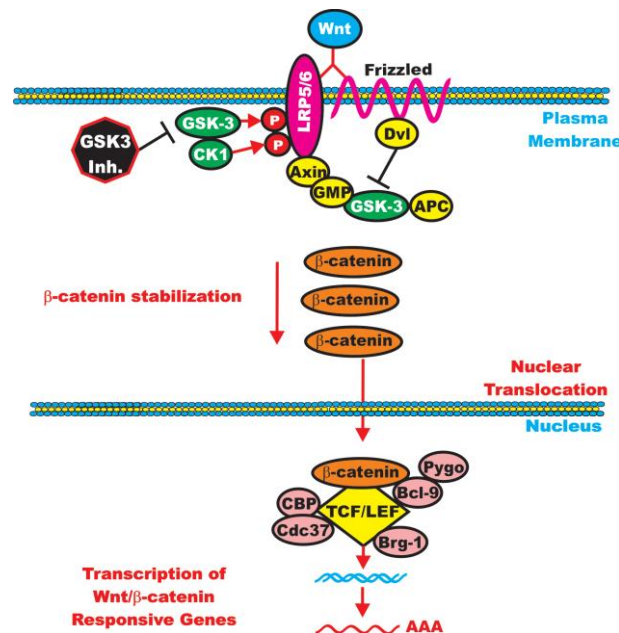 Wnt
Frizzled
LRP5/6
Plasma
Membrane
GSK3
Inh.
GSK-3
P
CK1
P
Dvl
Axin
GMP
GSK-3
APC
β-catenin
β-catenin stabilization
β-catenin
β-catenin
Nuclear
Translocation
Nucleus
β-catenin
Pygo
Bcl-9
CBP
TCF/LEF
Cdc37
Brg-1
Transcription of
Wnt/β-catenin
Responsive Genes
AAA